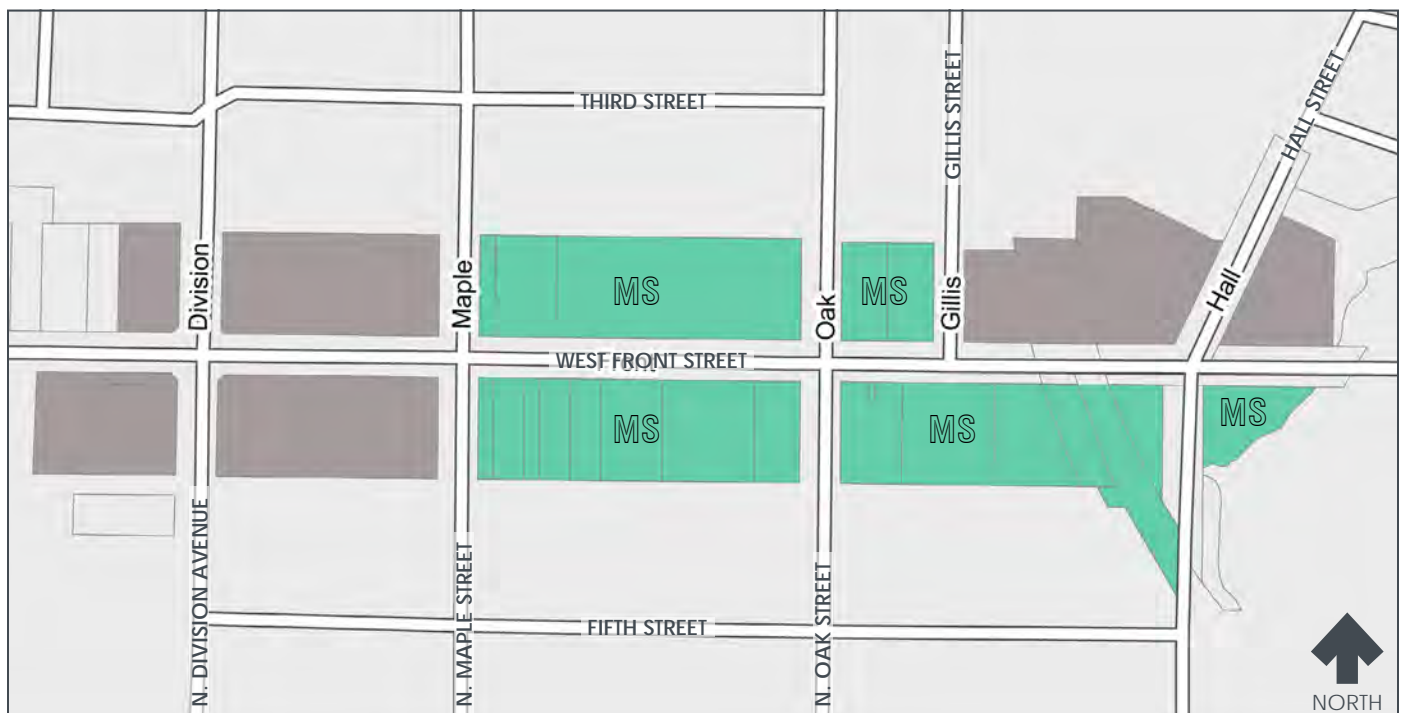 THIRD STREET
GILLIS STREET
HALL STREET
Division
Maple
MS
Oak
MS
Gillis
Hall
WEST FRONT STREET
MS
MS
MS
N. DIVISION AVENUE
N. MAPLE STREET
FIFTH STREET
N. OAK STREET
NORTH